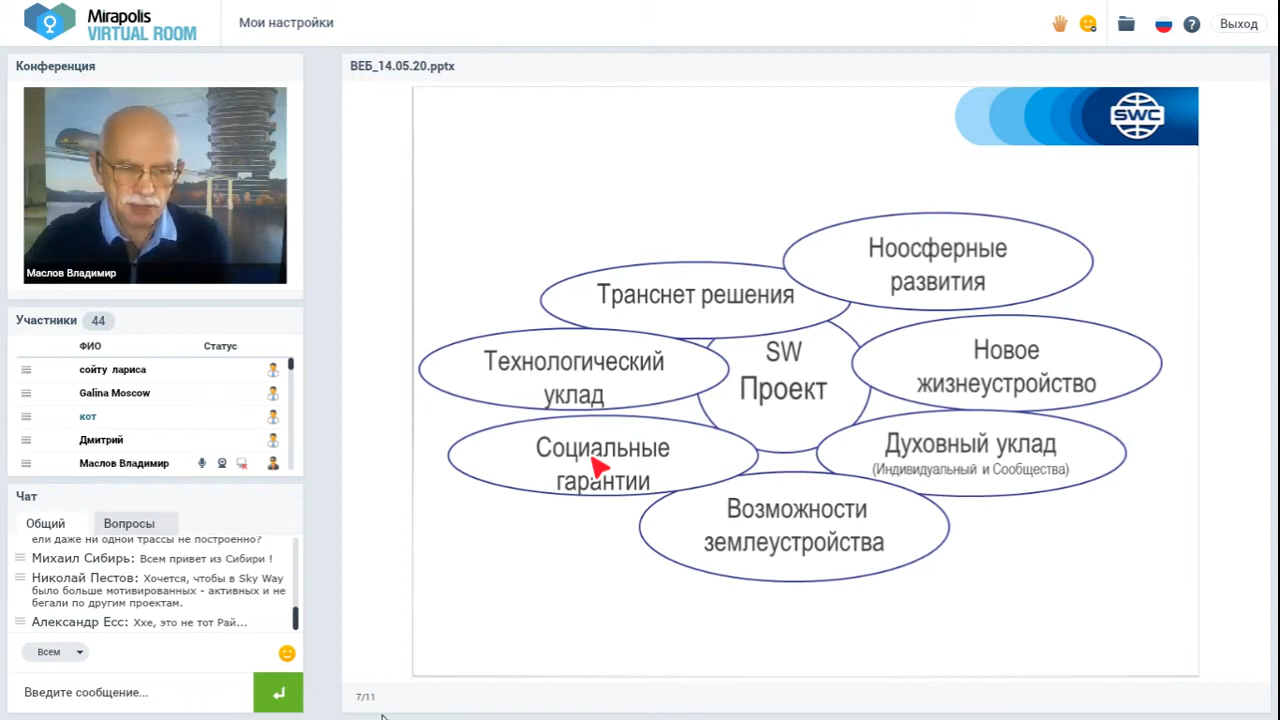 Mirapolis
VIRTUAL ROOM
Мои настройки
Выход
Конференция
Маслов Владимир
Участники 44
ФИО Статус
сойту лариса
Galina Moscow
кот
Дмитрий
Маслов Владимир
Чат
Общий Вопросы
ели даже ни одной трассы не построенно?
Михаил Сибирь: Всем привет из Сибири !
Николай Пестов: Хочется, чтобы в Sky Way
было больше мотивированных - активных и не
бегали по другим проектам.
Александр Есс: Ххе, это не тот Рай...
Всем
Введите сообщение...
ВЕБ_14.05.20.pptx
SWC
Ноосферные
развития
Транснет решения
SW
Проект
Технологический
уклад
Новое
жизнеустройство
Социальные
гарантии
Духовный уклад
(Индивидуальный и Сообщества)
Возможности
землеустройства
7/11